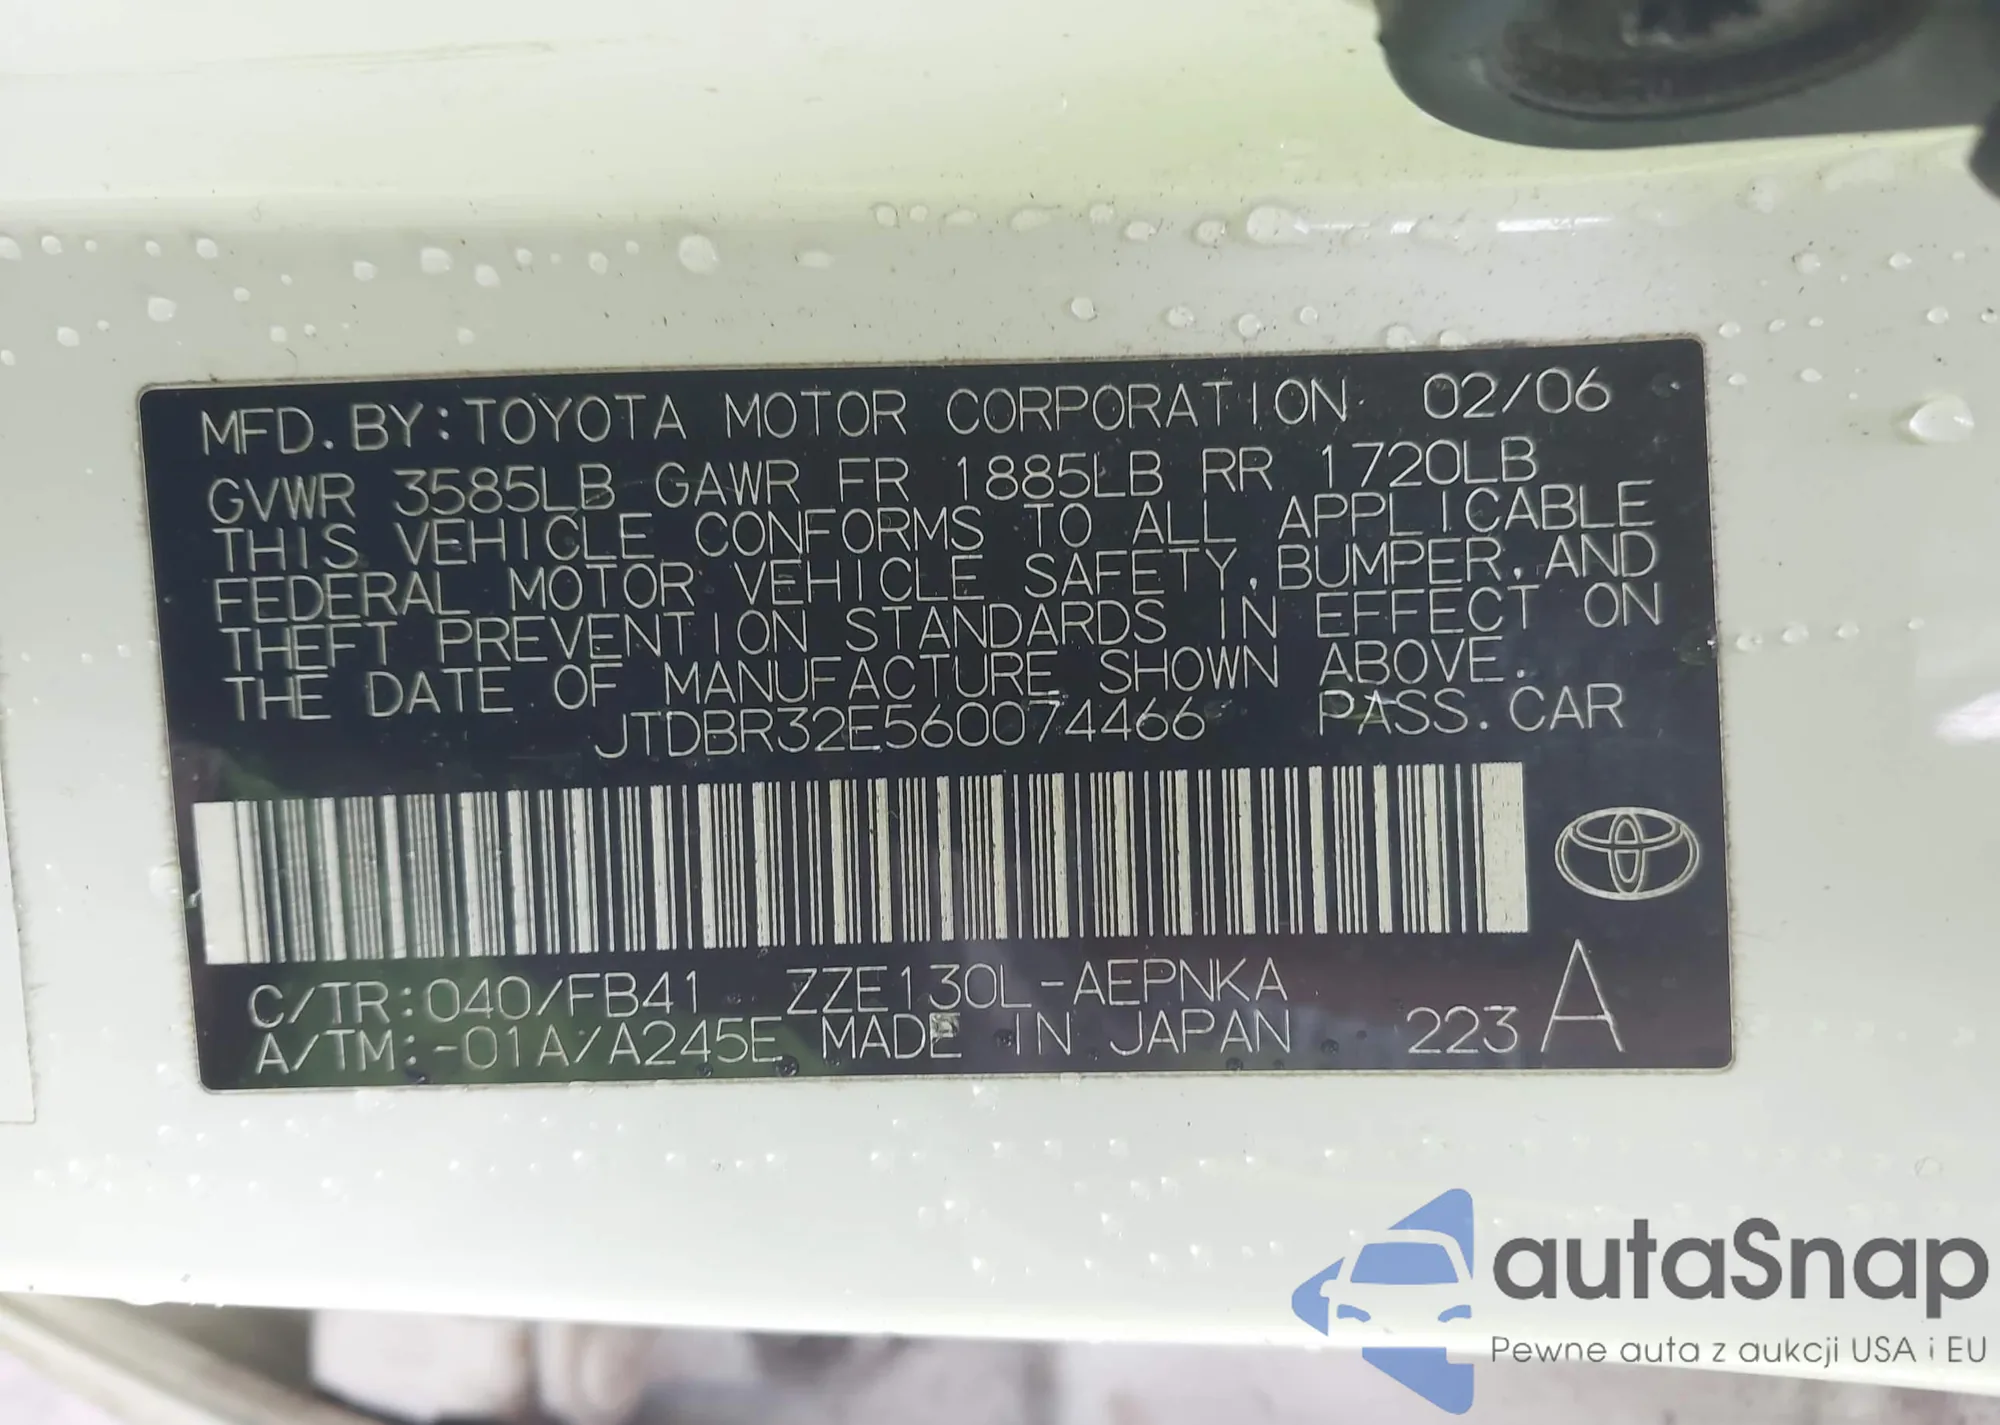 MFD. BY: TOYOTA MOTOR CORPORATION 02/06
GVWR 3585LB GAWR FR 1885LB RR 1720LB
THIS VEHICLE CONFORMS TO ALL APPLICABLE
FEDERAL MOTOR VEHICLE SAFETY, BUMPER, AND
THEFT PREVENTION STANDARDS IN EFFECT ON
THE DATE OF MANUFACTURE SHOWN ABOVE.
JTDBR32E560074466 PASS. CAR
C/TR:040/FB41 ZZE130L-AEPNKA
A/TM:-01A/A245E MADE IN JAPAN 223 A
autoSnap
Pewne auta z aukcji USA i EU